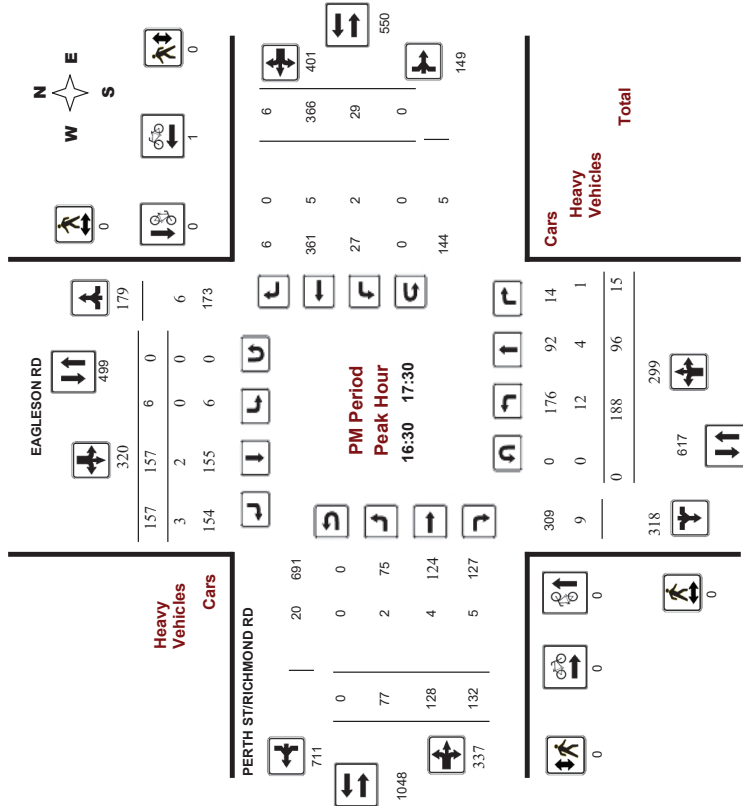 N
W E
S
0
0
1
0
EAGLESON RD
499
320
179
157 157 6 0
3 2 0 0 6
154 155 6 0 173
Heavy
Vehicles
Cars
PERTH ST/RICHMOND RD
711
1048
337
20 691
0 0 0
77 2 75
128 4 124
132 5 127
PM Period
Peak Hour
16:30 17:30
550
401
149
6 0 6
361 5 366
27 2 29
0 0 0
144 5
Cars
Heavy
Vehicles
Total
309 0 176 92 14
9 0 12 4 1
0 188 96 15
318
617
299
0
0
0
0